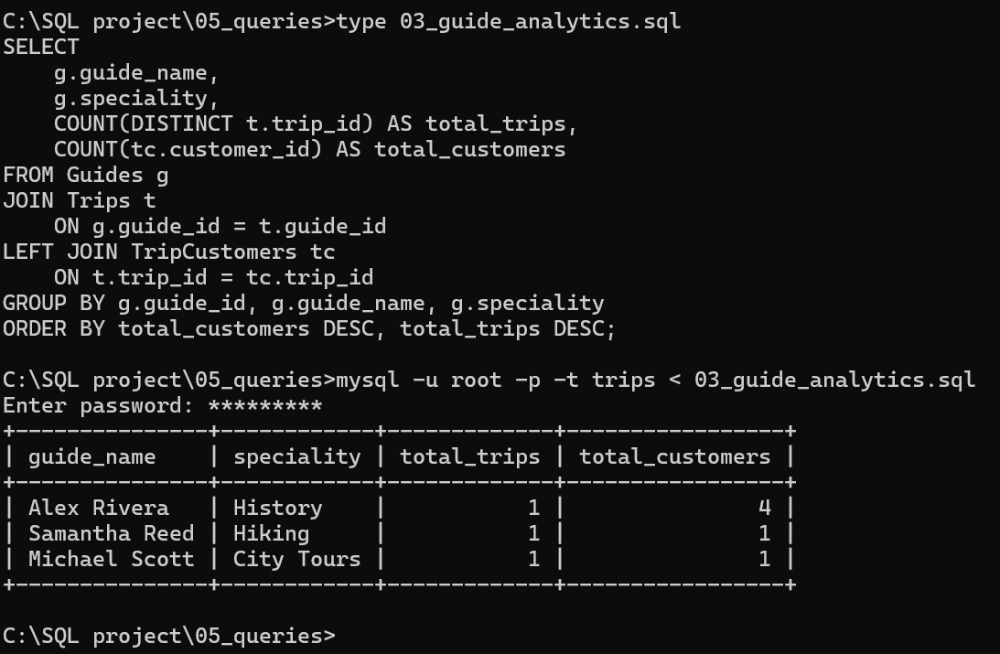 C:\SQL project\05_queries>type 03_guide_analytics.sql
SELECT
    g.guide_name,
    g.speciality,
    COUNT(DISTINCT t.trip_id) AS total_trips,
    COUNT(tc.customer_id) AS total_customers
FROM Guides g
JOIN Trips t
    ON g.guide_id = t.guide_id
LEFT JOIN TripCustomers tc
    ON t.trip_id = tc.trip_id
GROUP BY g.guide_id, g.guide_name, g.speciality
ORDER BY total_customers DESC, total_trips DESC;

C:\SQL project\05_queries>mysql -u root -p -t trips < 03_guide_analytics.sql
Enter password: *********
+---------------+------------+-------------+-----------------+
| guide_name    | speciality | total_trips | total_customers |
+---------------+------------+-------------+-----------------+
| Alex Rivera   | History    |           1 |               4 |
| Samantha Reed | Hiking     |           1 |               1 |
| Michael Scott | City Tours |           1 |               1 |
+---------------+------------+-------------+-----------------+

C:\SQL project\05_queries>